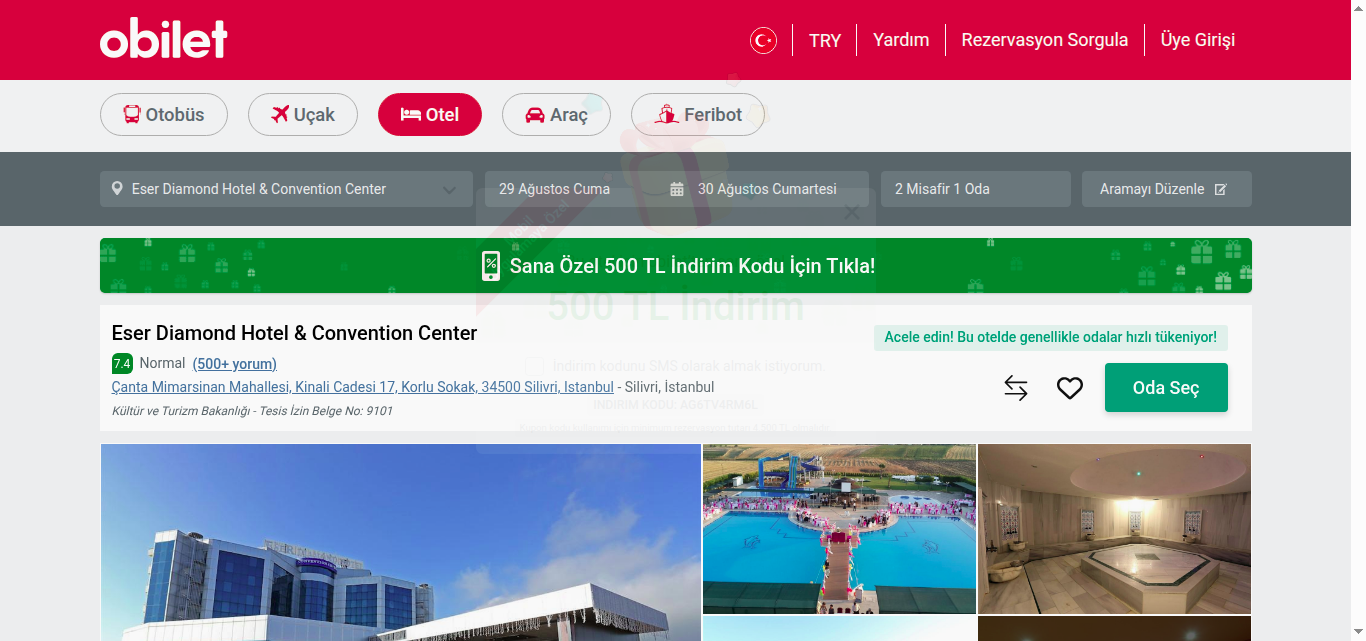 obilet
TRY
Yardım
Rezervasyon Sorgula
Üye Girişi
Otobüs
Uçak
Otel
Araç
Feribot
Eser Diamond Hotel & Convention Center
29 Ağustos Cuma
30 Ağustos Cumartesi
2 Misafir 1 Oda
Aramayı Düzenle
Sana Özel 500 TL İndirim Kodu İçin Tıkla!
500 TL İndirim
Eser Diamond Hotel & Convention Center
Acele edin! Bu otelde genellikle odalar hızlı tükeniyor!
7.4 Normal (500+ yorum)
İndirim kodunu SMS olarak almak istiyorum
Çanta Mimarsinan Mahallesi, Kinali Cadesi 17, Korlu Sokak, 34500 Silivri, Istanbul - Silivri, İstanbul
Oda Seç
İNDİRİM KODU: AG6TV4RM6L
Kültür ve Turizm Bakanlığı - Tesis İzin Belge No: 9101